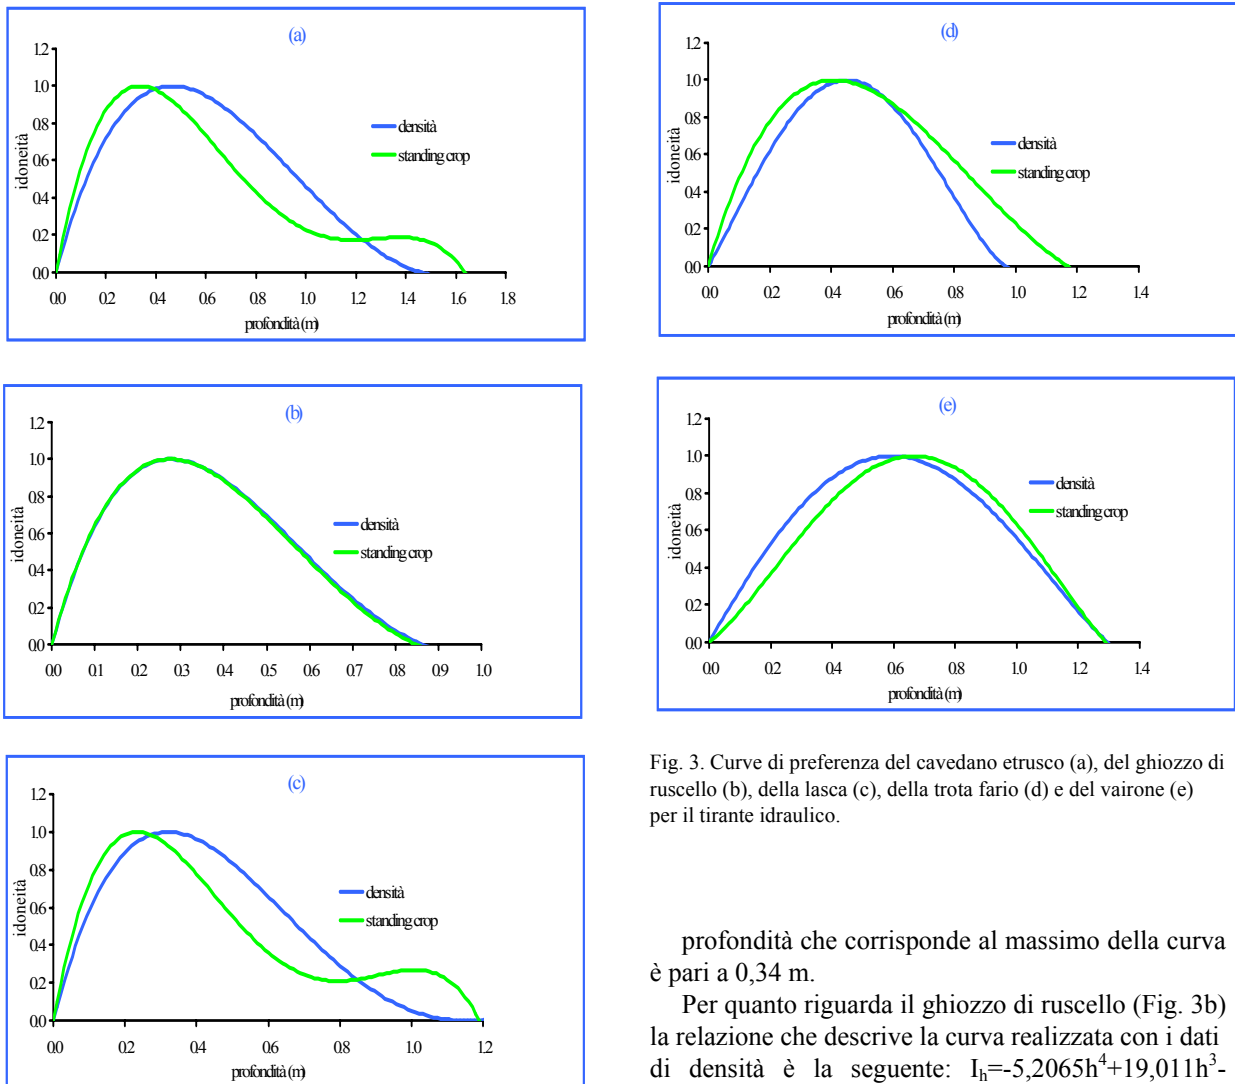 (a)
1.2
1.0
0.8
0.6
0.4
0.2
0.0
idoneità
densità
standing crop
0.0 0.2 0.4 0.6 0.8 1.0 1.2 1.4 1.6 1.8
profondità (m)
(b)
1.2
1.0
0.8
0.6
0.4
0.2
0.0
idoneità
densità
standing crop
0.0 0.1 0.2 0.3 0.4 0.5 0.6 0.7 0.8 0.9 1.0
profondità (m)
(c)
1.2
1.0
0.8
0.6
0.4
0.2
0.0
idoneità
densità
standing crop
0.0 0.2 0.4 0.6 0.8 1.0 1.2
profondità (m)
(d)
1.2
1.0
0.8
0.6
0.4
0.2
0.0
idoneità
densità
standing crop
0.0 0.2 0.4 0.6 0.8 1.0 1.2 1.4
profondità (m)
(e)
1.2
1.0
0.8
0.6
0.4
0.2
0.0
idoneità
densità
standing crop
0.0 0.2 0.4 0.6 0.8 1.0 1.2 1.4
profondità (m)
Fig. 3. Curve di preferenza del cavedano etrusco (a), del ghiozzo di
ruscello (b), della lasca (c), della trota fario (d) e del vairone (e)
per il tirante idraulico.
profondità che corrisponde al massimo della curva
è pari a 0,34 m.
Per quanto riguarda il ghiozzo di ruscello (Fig. 3b)
la relazione che descrive la curva realizzata con i dati
di densità è la seguente: Iₕ=-5,2065h⁴+19,011h³-